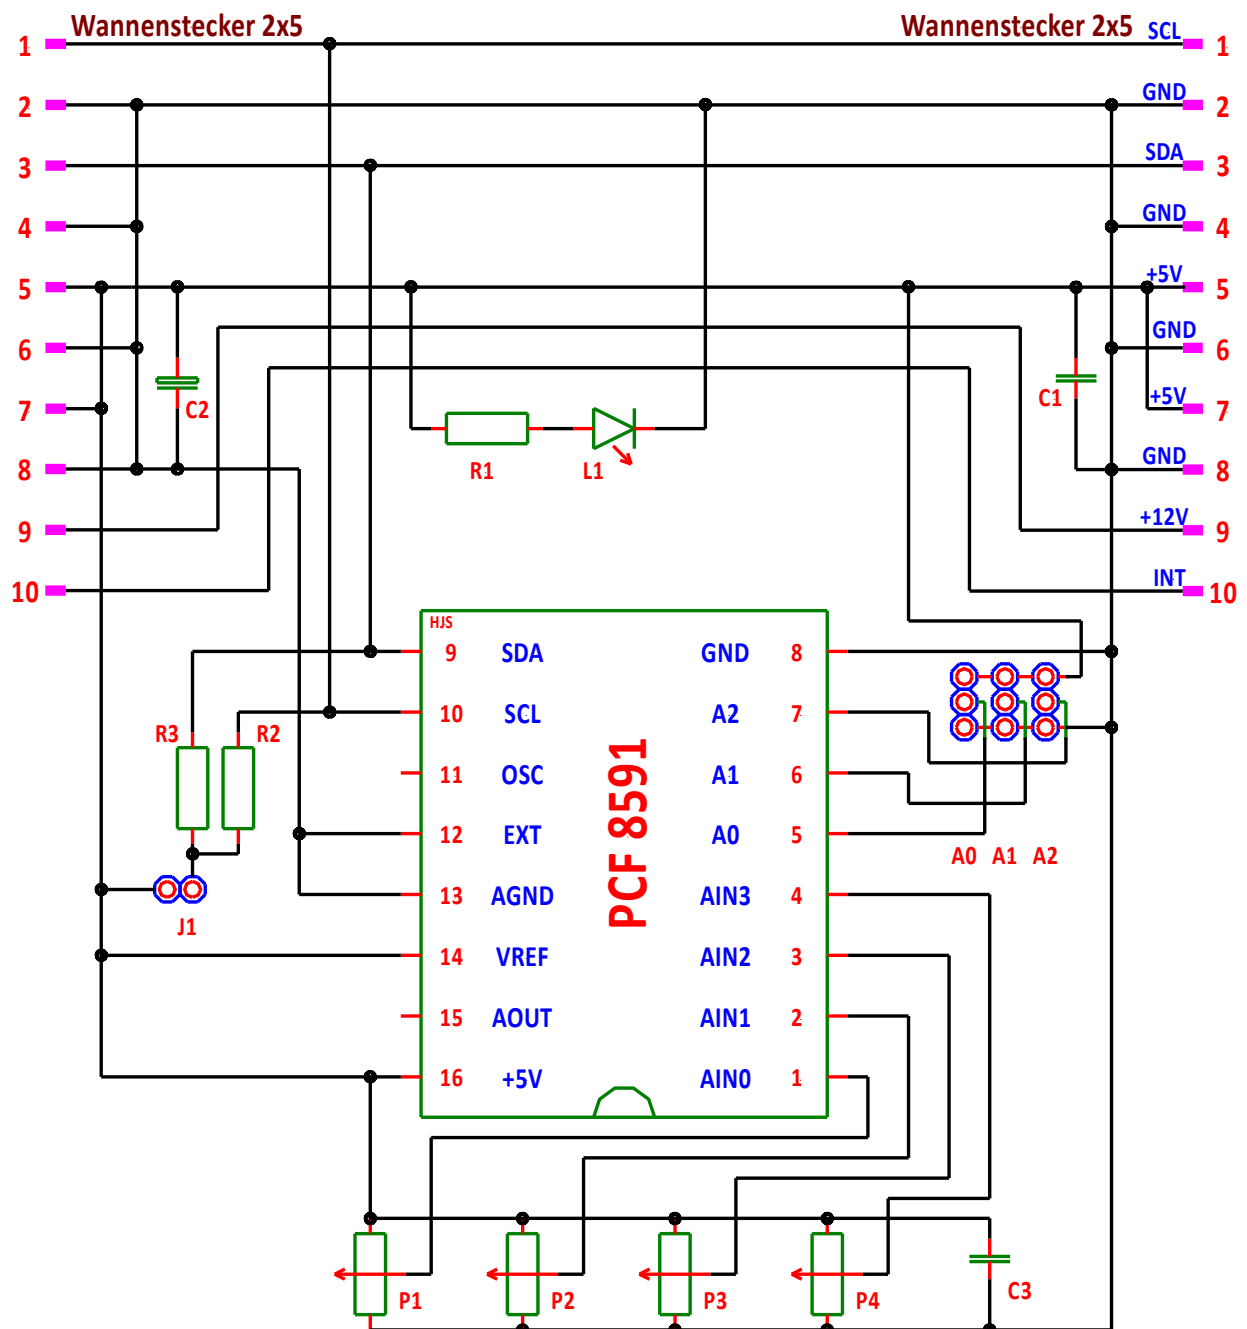 Wannenstecker 2x5 Wannenstecker 2x5
1 SCL 1
2 GND 2
3 SDA 3
4 GND 4
5 +5V 5
6 GND 6
7 C2 C1 +5V 7
8 R1 L1 GND 8
9 +12V 9
10 INT 10
HJS
9 SDA GND 8
10 SCL A2 7
R3 R2
11 OSC A1 6
12 EXT A0 5
A0 A1 A2
PCF 8591
13 AGND AIN3 4
J1
14 VREF AIN2 3
15 AOUT AIN1 2
16 +5V AIN0 1
P1 P2 P3 P4 C3